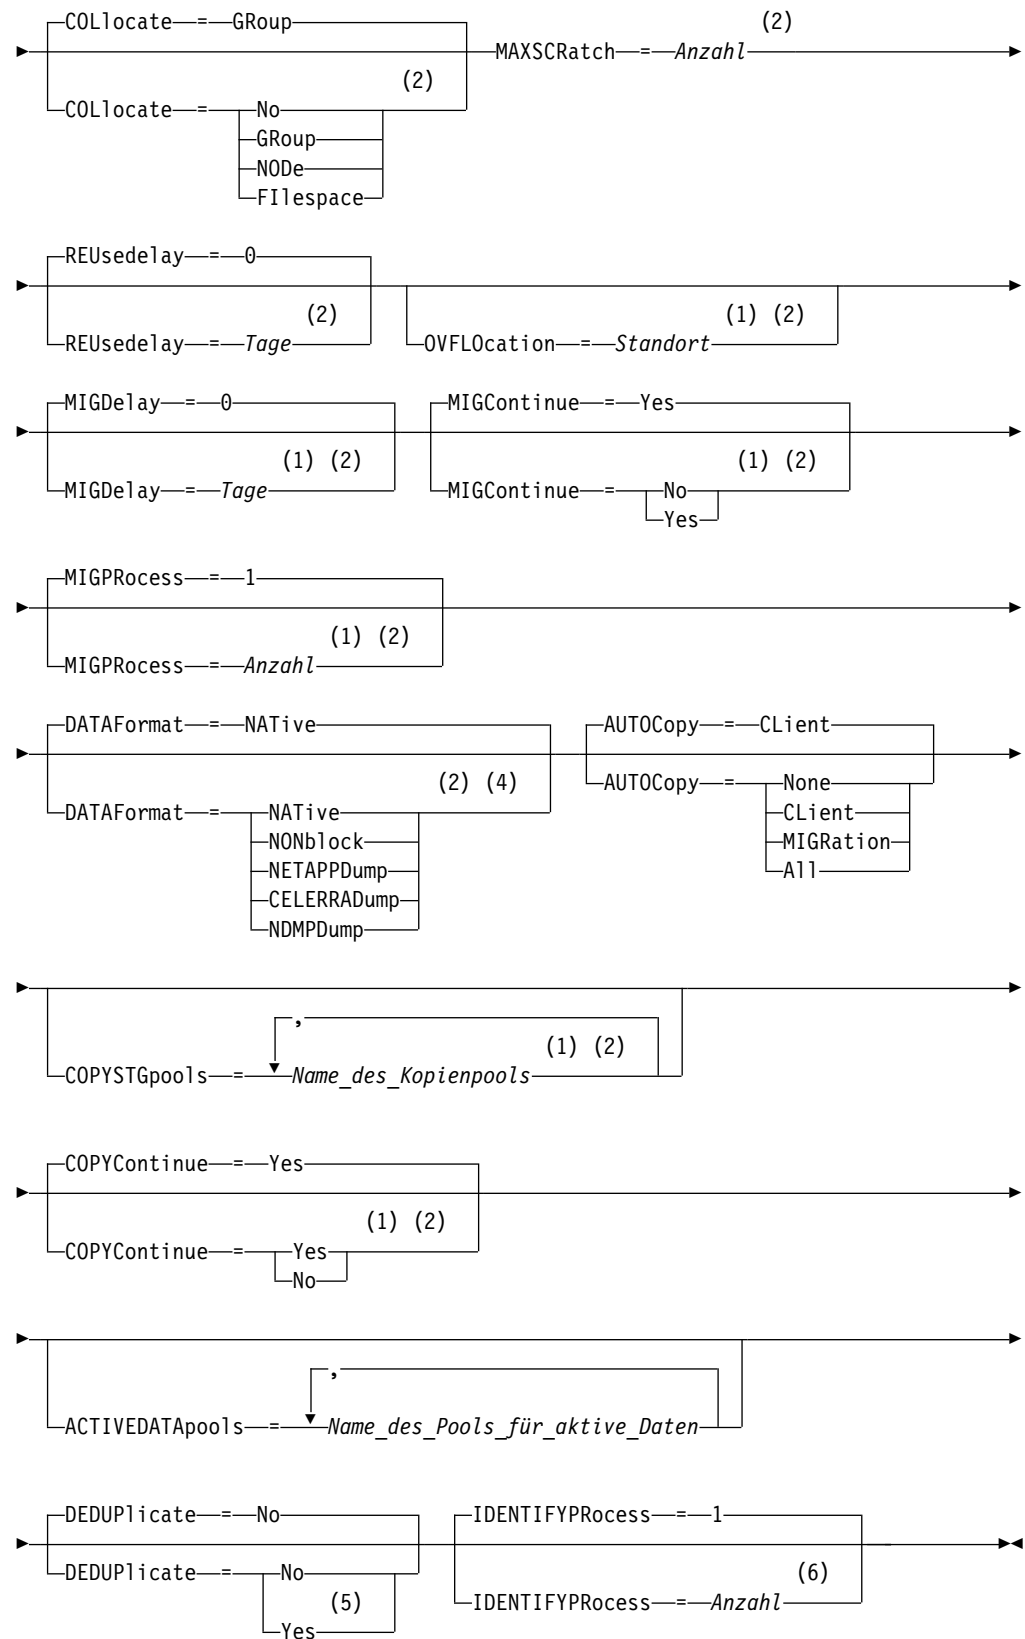 COLlocate = GRoup
(2)
MAXSCRatch = Anzahl
(2)
COLlocate = No
GRoup
NODe
FIlespace
REUsedelay = 0
(2)
(1) (2)
REUsedelay = Tage
OVFLOcation = Standort
MIGDelay = 0
MIGContinue = Yes
(1) (2)
(1) (2)
MIGDelay = Tage
MIGContinue = No
Yes
MIGPRocess = 1
(1) (2)
MIGPRocess = Anzahl
DATAFormat = NATive
AUTOCopy = CLient
(2) (4)
AUTOCopy = None
CLient
MIGRation
All
DATAFormat = NATive
NONblock
NETAPPDump
CELERRADump
NDMPDump
,
(1) (2)
COPYSTGpools = Name_des_Kopienpools
COPYContinue = Yes
(1) (2)
COPYContinue = Yes
No
,
ACTIVEDATApools = Name_des_Pools_für_aktive_Daten
DEDUPlicate = No
IDENTIFYPRocess = 1
DEDUPlicate = No
(5)
Yes
(6)
IDENTIFYPRocess = Anzahl